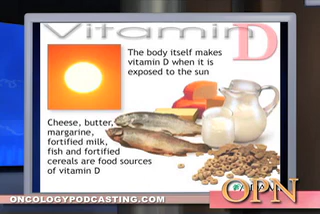 Vitamin D
The body itself makes
vitamin D when it is
exposed to the sun
Cheese, butter,
margarine,
fortified milk,
fish and fortified
cereals are food sources
of vitamin D
ONCOLOGYPODCASTING.COM
OPN